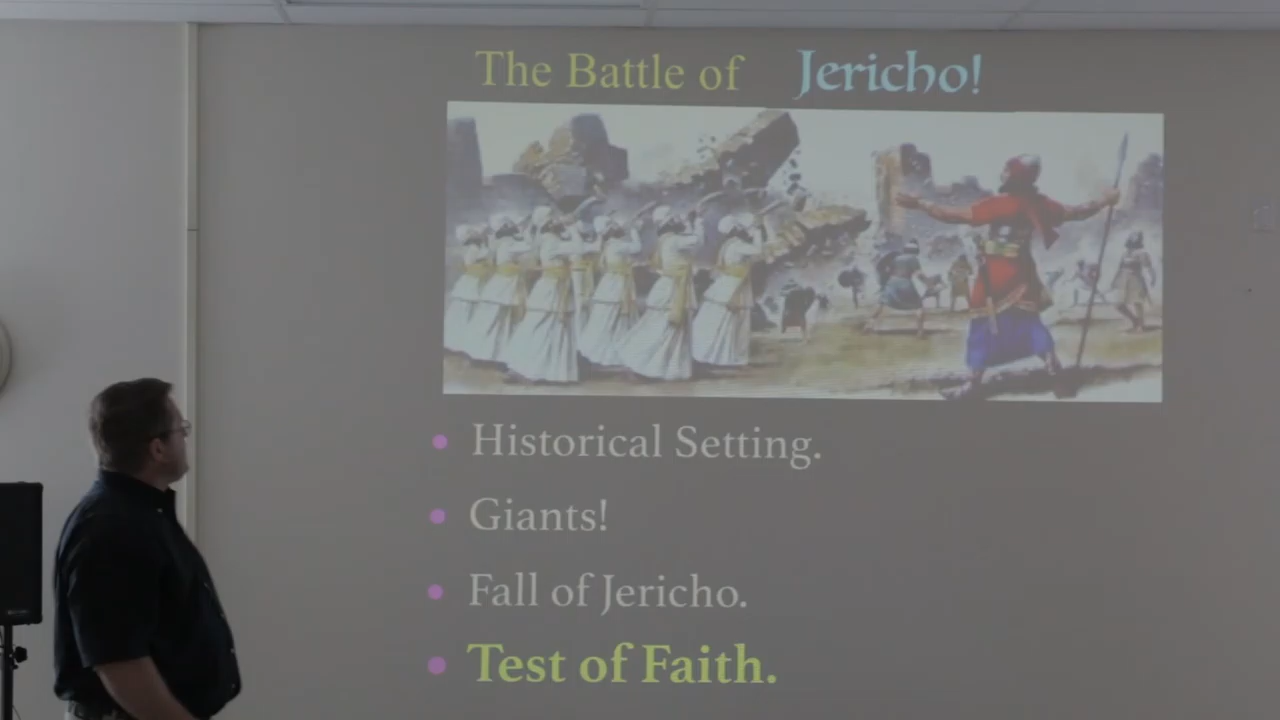 The Battle of Jericho!
Historical Setting.
Giants!
Fall of Jericho.
Test of Faith.